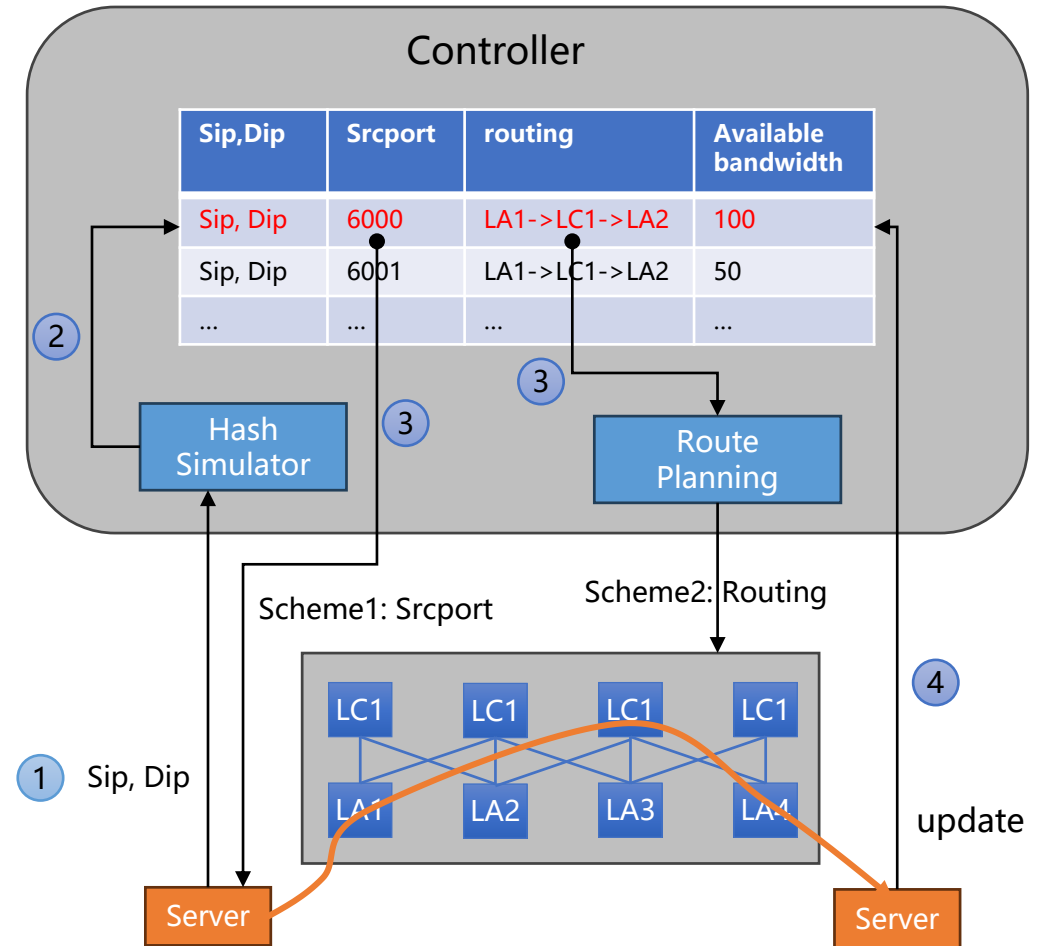 Controller
Sip,Dip Srcport routing Available
bandwidth
Sip, Dip 6000 LA1->LC1->LA2 100
Sip, Dip 6001 LA1->LC1->LA2 50
... ... ... ...
2
3
3
Hash
Simulator
Route
Planning
Scheme1: Srcport
Scheme2: Routing
4
LC1 LC1 LC1 LC1
1 Sip, Dip
LA1 LA2 LA3 LA4
update
Server
Server